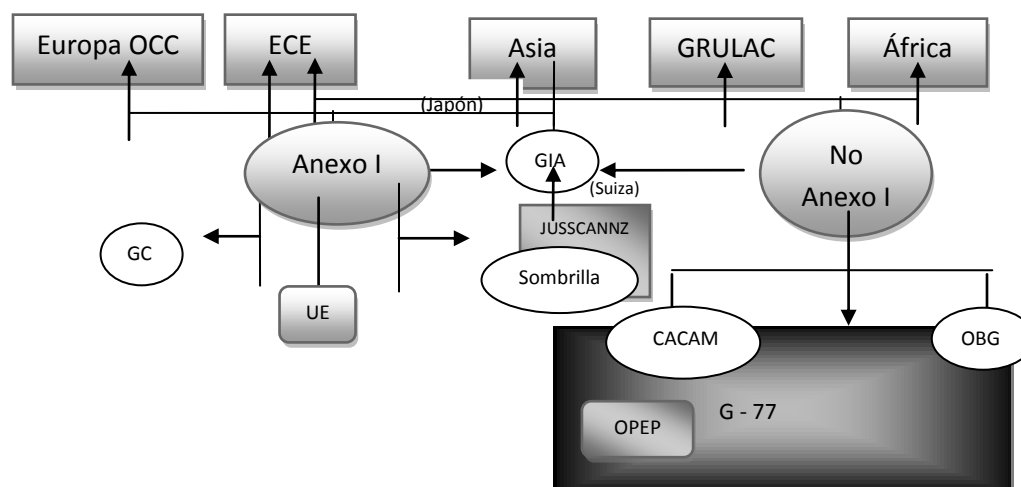 Europa OCC
ECE
Asia
GRULAC
África
(Japón)
Anexo I
GIA
No
Anexo I
(Suiza)
JUSSCANNZ
GC
Sombrilla
UE
CACAM
OBG
G - 77
OPEP